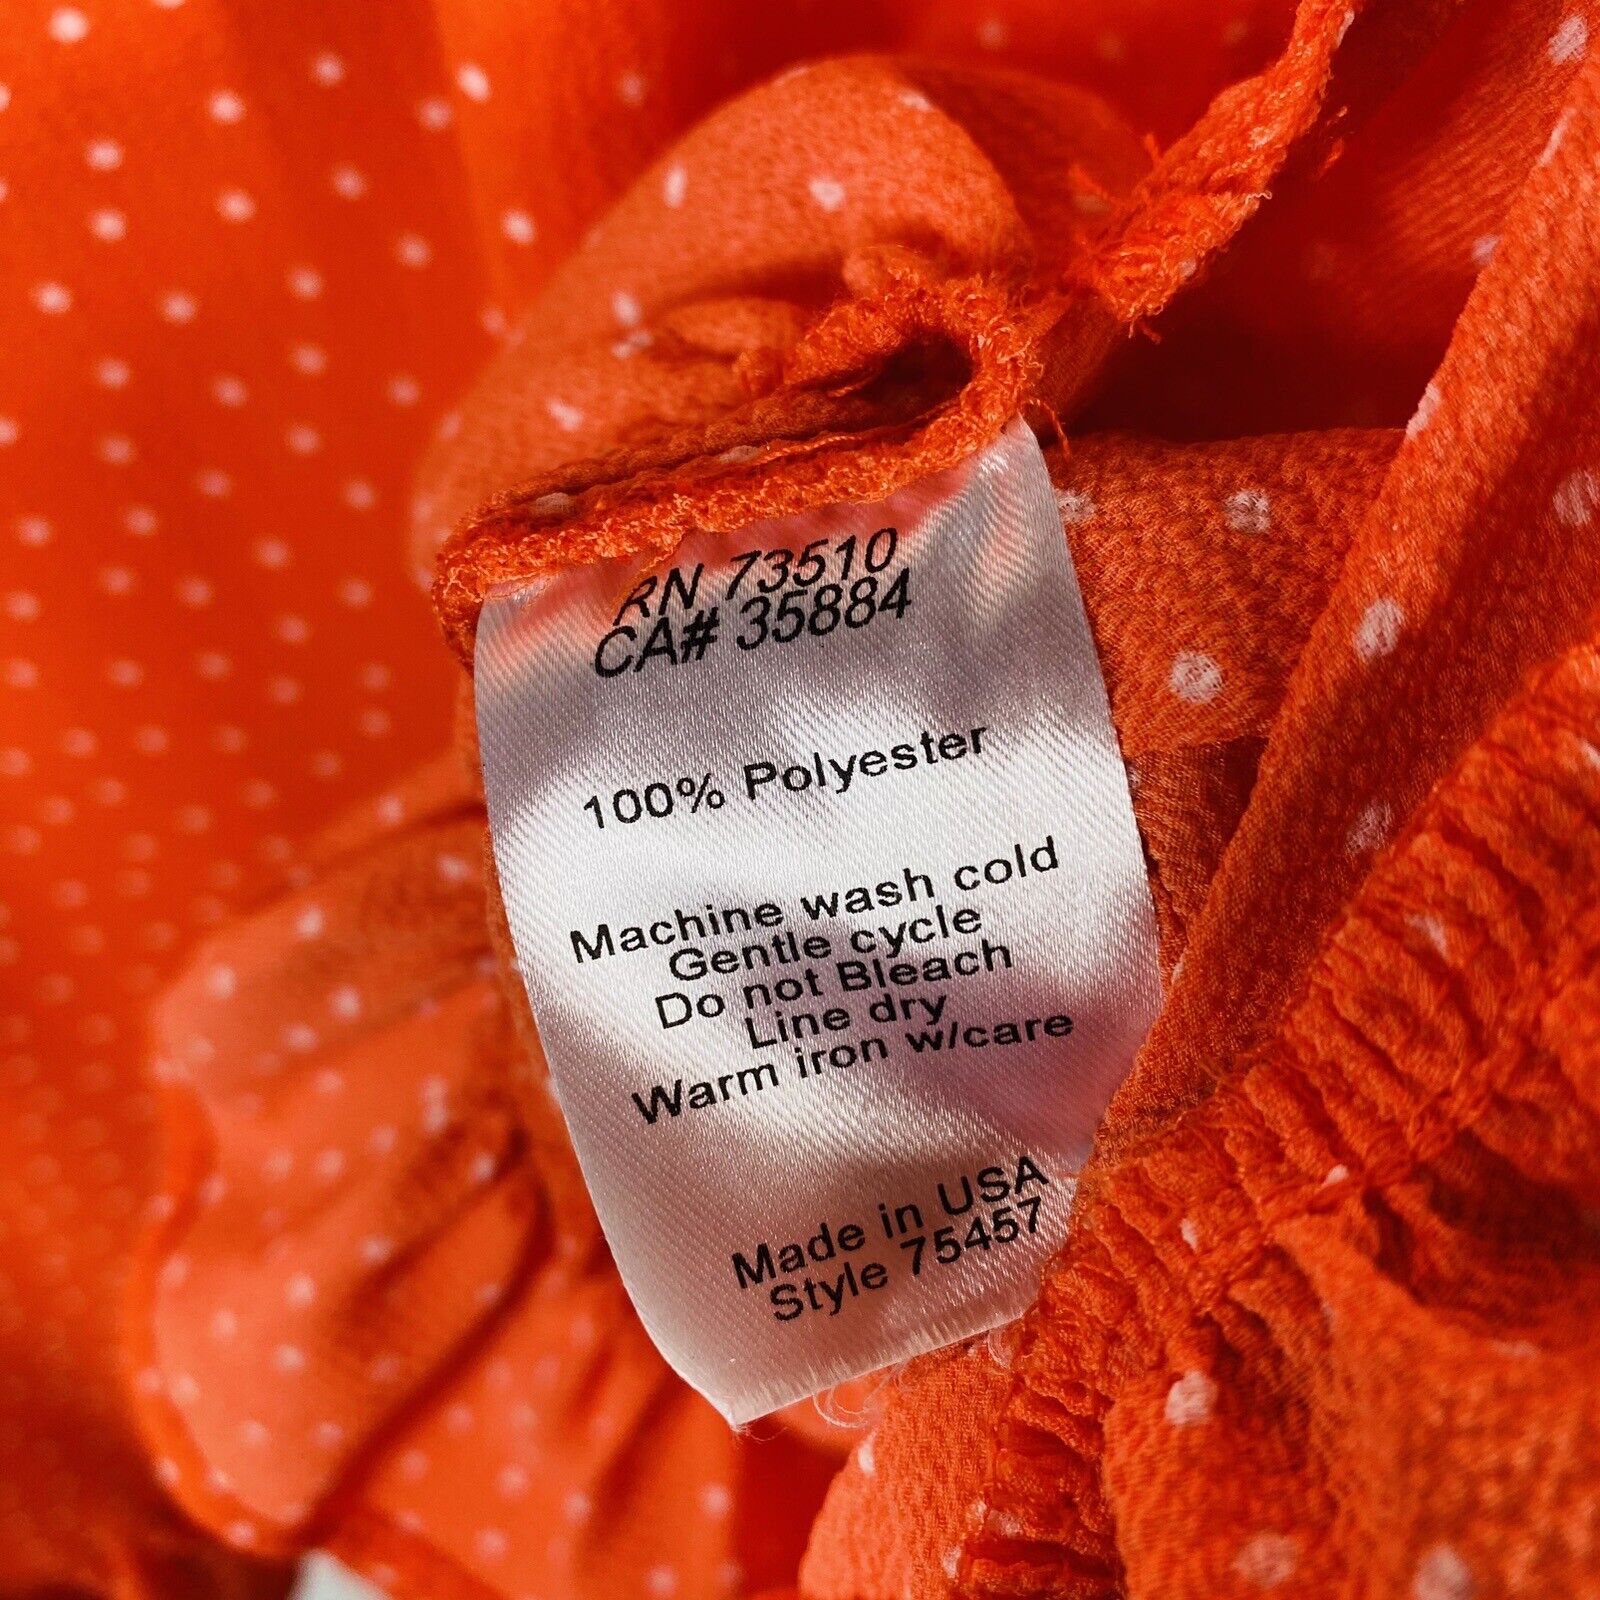 RN 73510
CA# 35884
100% Polyester
Machine wash cold
Gentle cycle
Do not Bleach
Line dry
Warm iron w/care
Made in USA
Style 75457